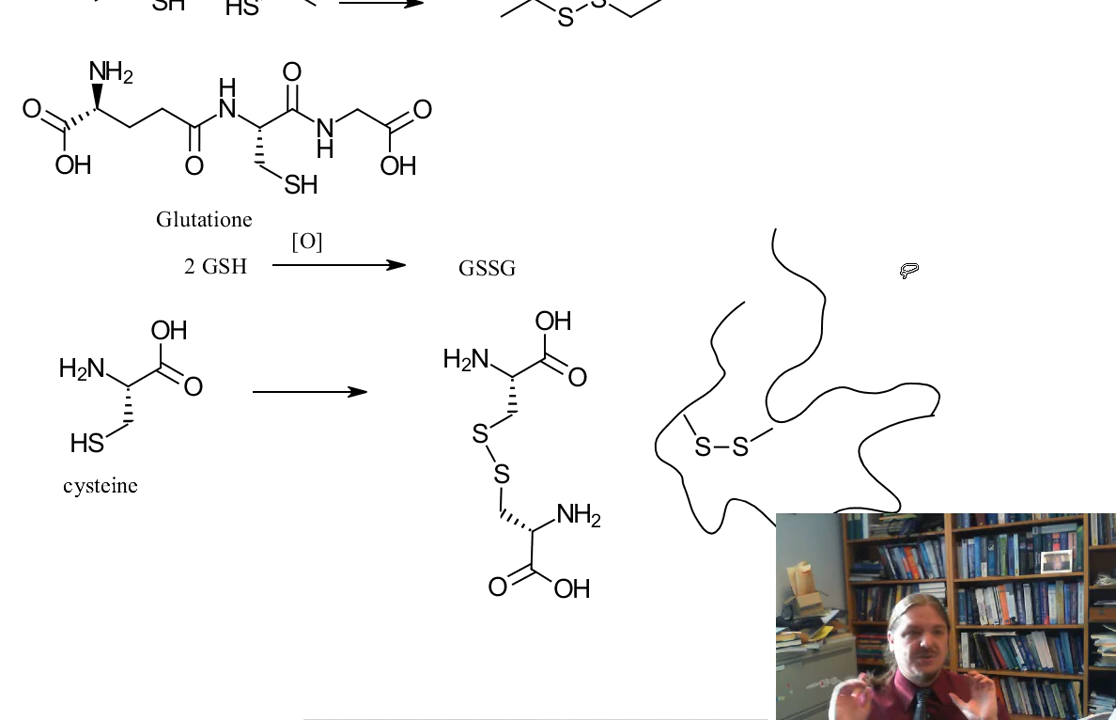 SH HS S S
NH2
H
N
O
O
O
N
H
OH
O
OH
SH
Glutatione
[O]
2 GSH
GSSG
OH
H2N
O
HS
cysteine
OH
H2N
O
S
S
NH2
O
OH
S-S